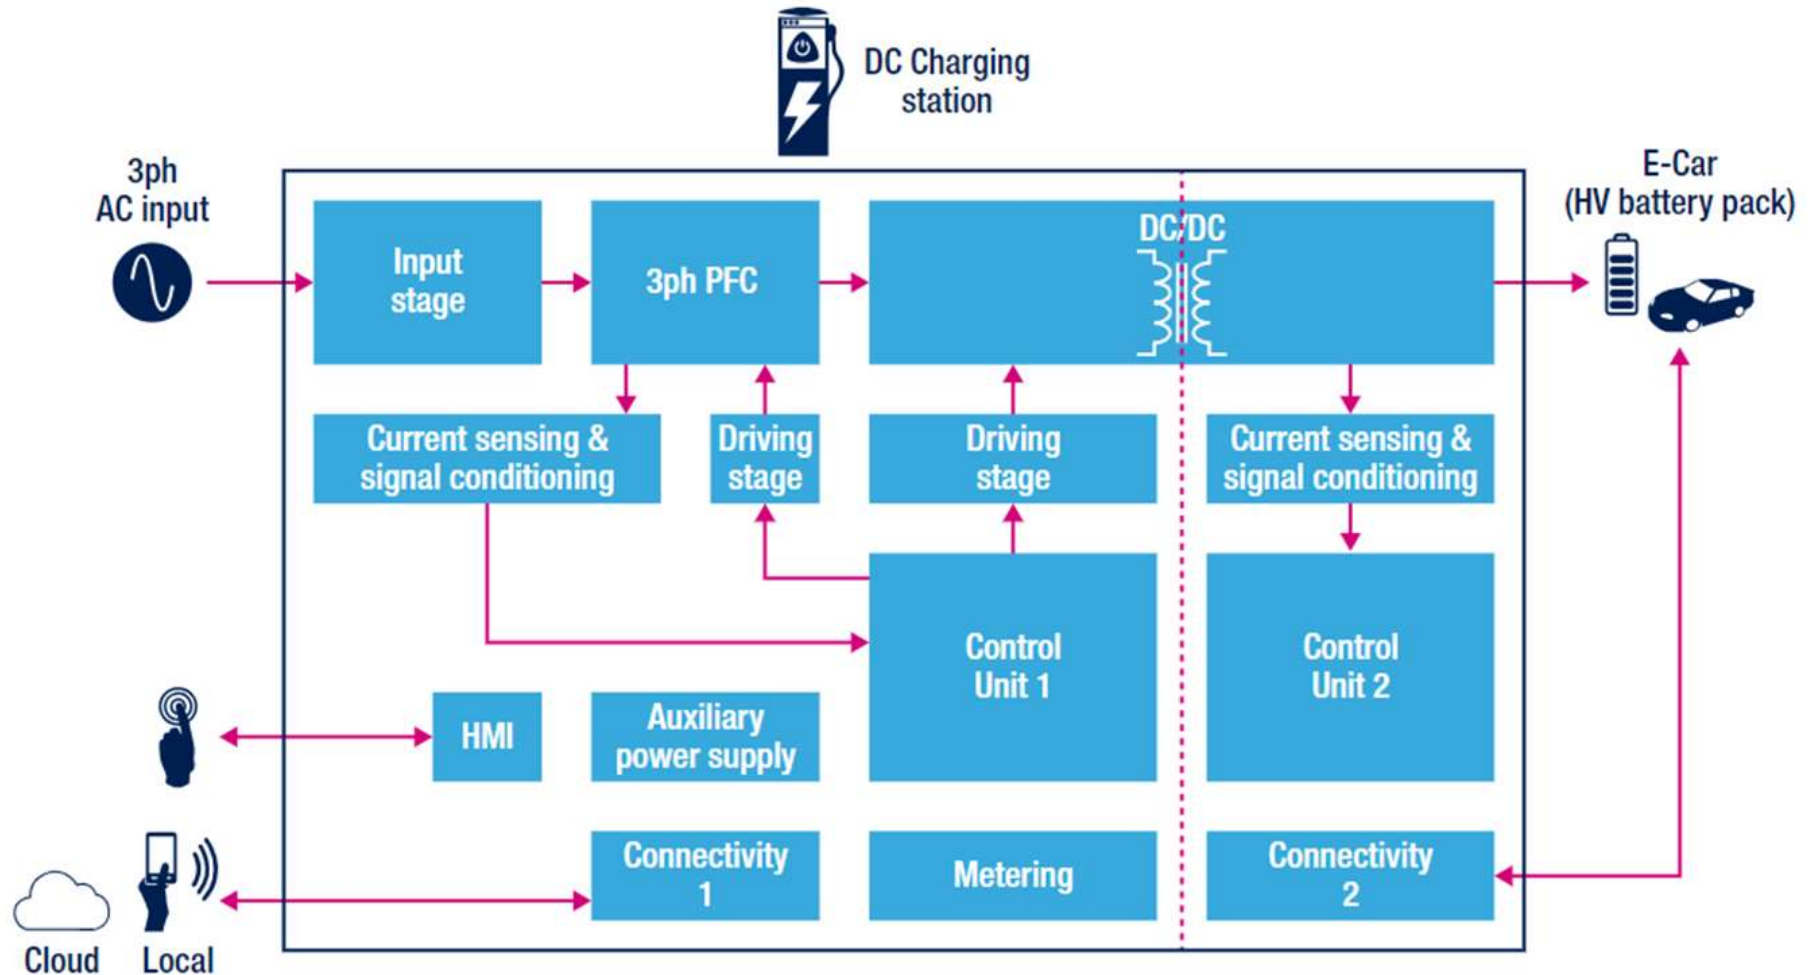 DC Charging
station
3ph
AC input
E-Car
(HV battery pack)
Input
stage
3ph PFC
DC/DC
Current sensing &
signal conditioning
Driving
stage
Driving
stage
Current sensing &
signal conditioning
Control
Unit 1
Control
Unit 2
HMI
Auxiliary
power supply
Connectivity
1
Metering
Connectivity
2
Cloud
Local